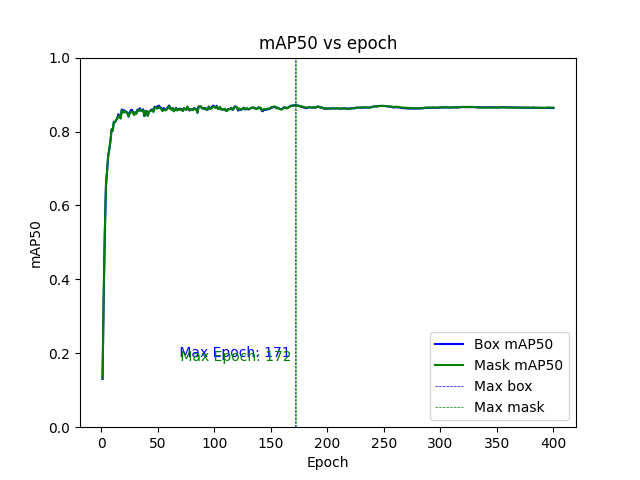 mAP50 vs epoch
1.0
0.8
0.6
0.4
0.2
0.0
mAP50
Max Epoch: 171
Max Epoch: 172
Box mAP50
Mask mAP50
Max box
Max mask
0 50 100 150 200 250 300 350 400
Epoch